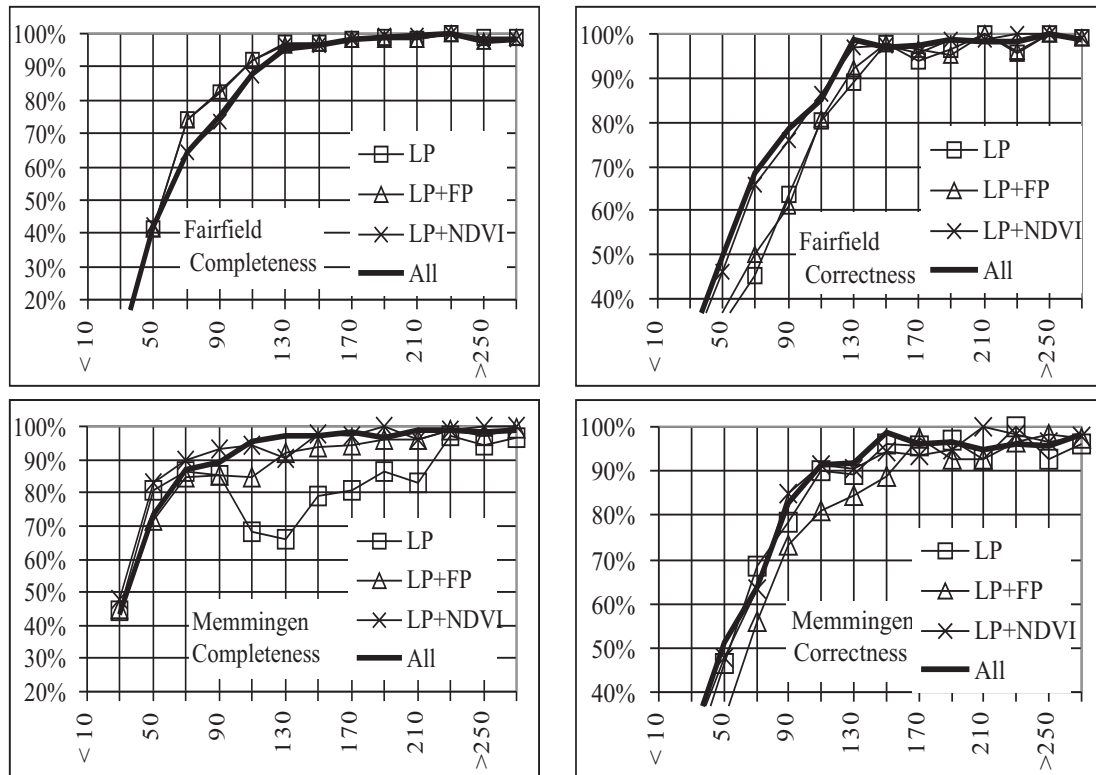 100%
90%
80%
70%
60%
50%
40%
30%
20%
LP
LP+FP
LP+NDVI
All
Fairfield
Completeness
< 10
50
90
130
170
210
>250
100%
90%
80%
70%
60%
50%
40%
LP
LP+FP
LP+NDVI
All
Fairfield
Correctness
< 10
50
90
130
170
210
>250
100%
90%
80%
70%
60%
50%
40%
30%
20%
LP
LP+FP
LP+NDVI
All
Memmingen
Completeness
< 10
50
90
130
170
210
>250
100%
90%
80%
70%
60%
50%
40%
LP
LP+FP
LP+NDVI
All
Memmingen
Correctness
< 10
50
90
130
170
210
>250